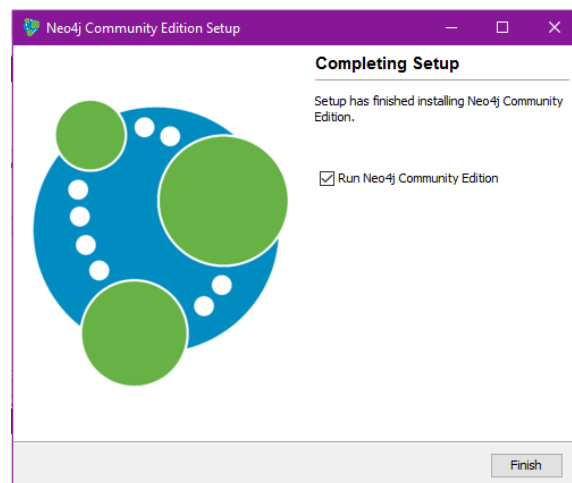 Neo4j Community Edition Setup
Completing Setup
Setup has finished installing Neo4j Community
Edition.
Run Neo4j Community Edition
Finish